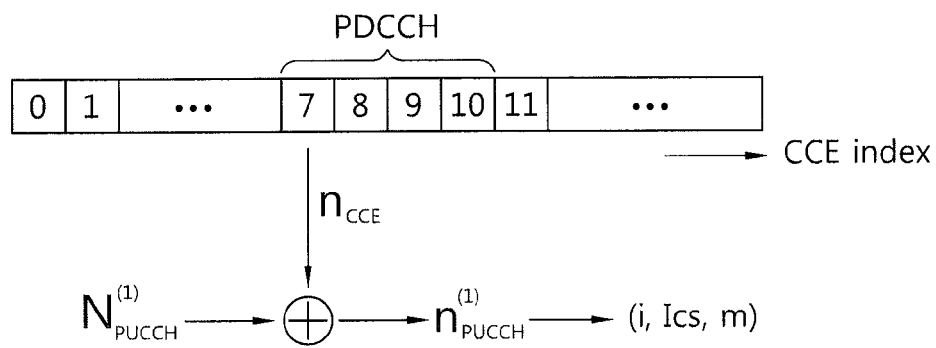 PDCCH
0 1 ••• 7 8 9 10 11 •••
CCE index
n_CCE
N^(1)_PUCCH n^(1)_PUCCH (i, Ics, m)